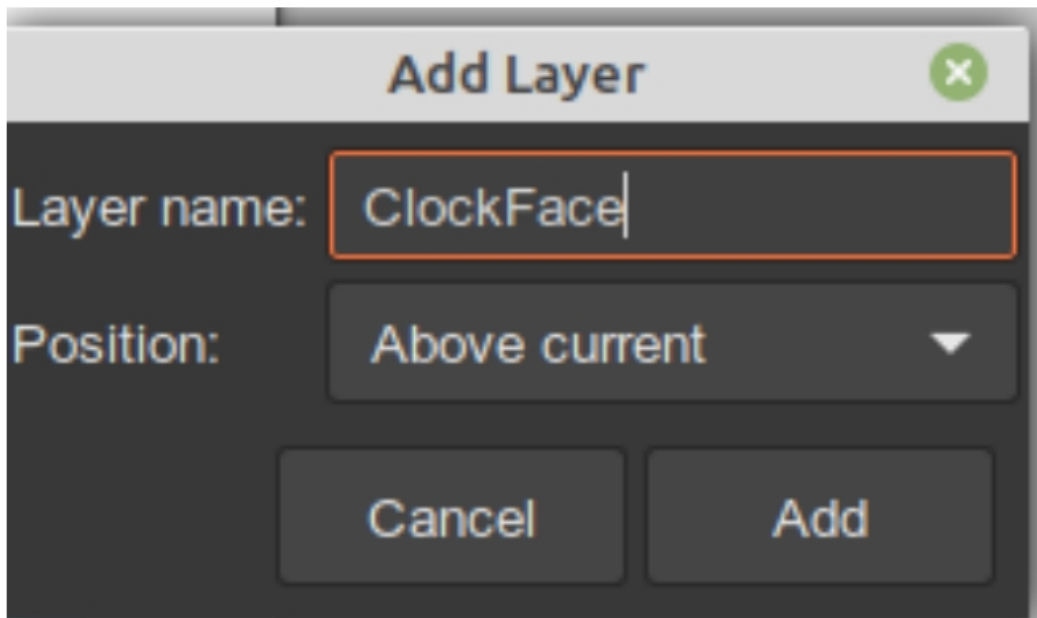 Add Layer
Layer name: ClockFace
Position: Above current
Cancel Add